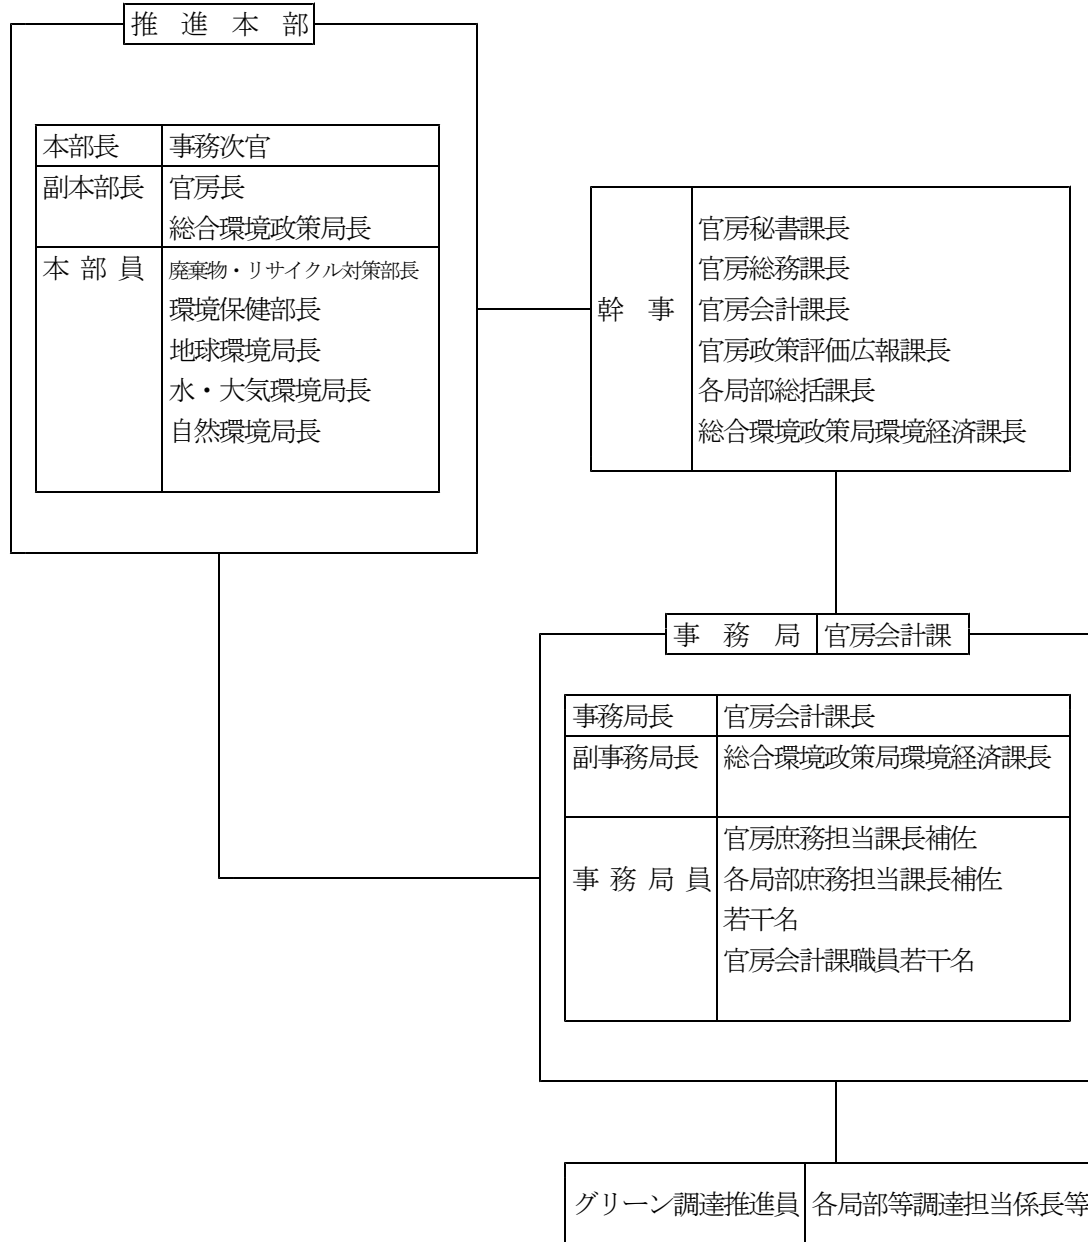 推 進 本 部
本部長 事務次官
副本部長 官房長
総合環境政策局長
本 部 員 廃棄物・リサイクル対策部長
環境保健部長
地球環境局長
水・大気環境局長
自然環境局長
幹 事
官房秘書課長
官房総務課長
官房会計課長
官房政策評価広報課長
各局部総括課長
総合環境政策局環境経済課長
事 務 局 官房会計課
事務局長 官房会計課長
副事務局長 総合環境政策局環境経済課長
事 務 局 員
官房庶務担当課長補佐
各局部庶務担当課長補佐
若干名
官房会計課職員若干名
グリーン調達推進員 各局部等調達担当係長等